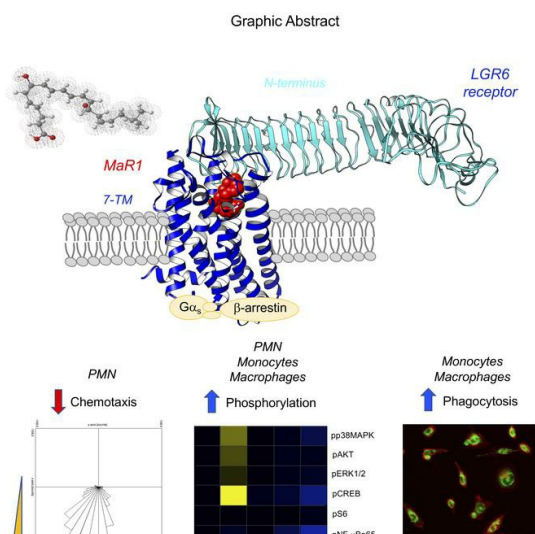 Graphic Abstract
N-terminus
LGR6
receptor
MaR1
7-TM
Gαs
β-arrestin
PMN
Chemotaxis
PMN
Monocytes
Macrophages
Phosphorylation
Monocytes
Macrophages
Phagocytosis
pp38MAPK
pAKT
pERK1/2
pCREB
pS6